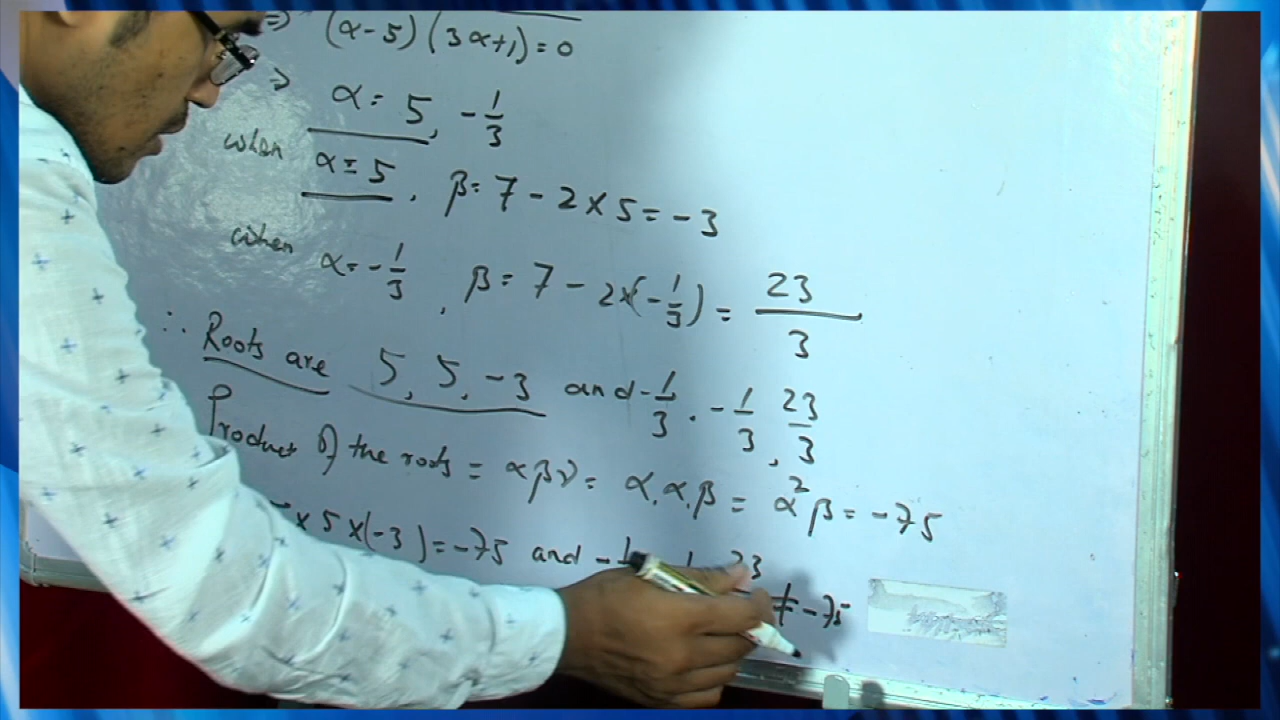 ⇒ (α-5)(3α+1)=0
⇒ α = 5, -1/3
when α = 5, β = 7 - 2×5 = -3
when α = -1/3, β = 7 - 2×(-1/3) = 23/3
∴ Roots are 5, 5, -3 and -1/3, -1/3, 23/3
Product of the roots = αβγ = α.α.β = α²β = -75
× 5 × (-3) = -75 and - 23 ≠ -75